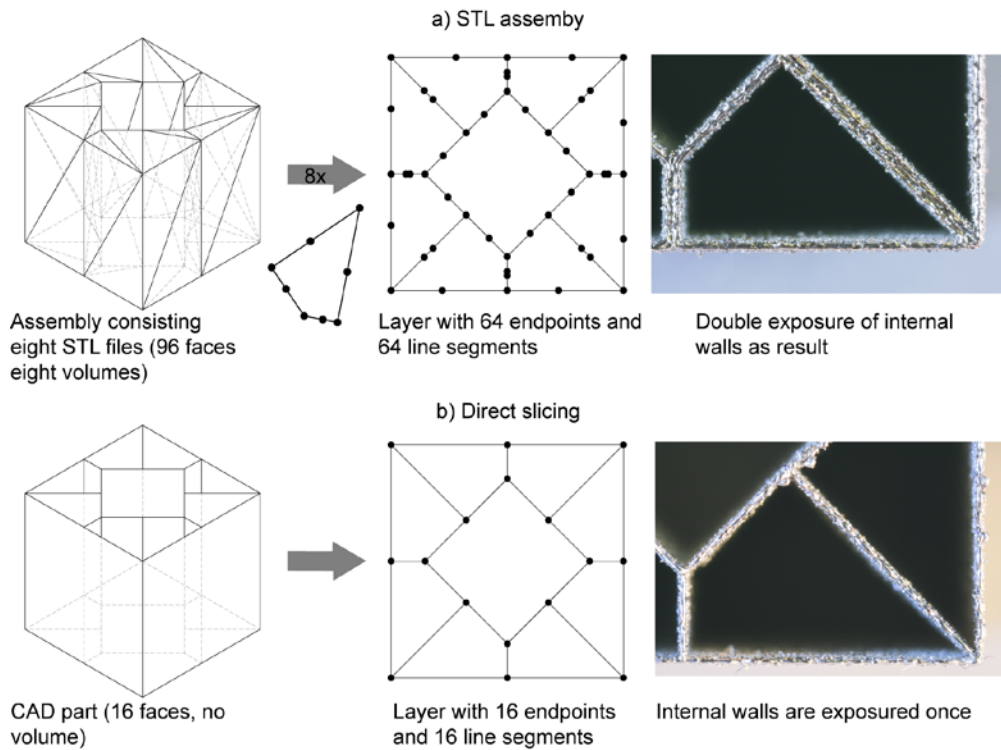 a) STL assemby
8x
Assembly consisting
eight STL files (96 faces
eight volumes)
Layer with 64 endpoints and
64 line segments
Double exposure of internal
walls as result
b) Direct slicing
CAD part (16 faces, no
volume)
Layer with 16 endpoints
and 16 line segments
Internal walls are exposured once